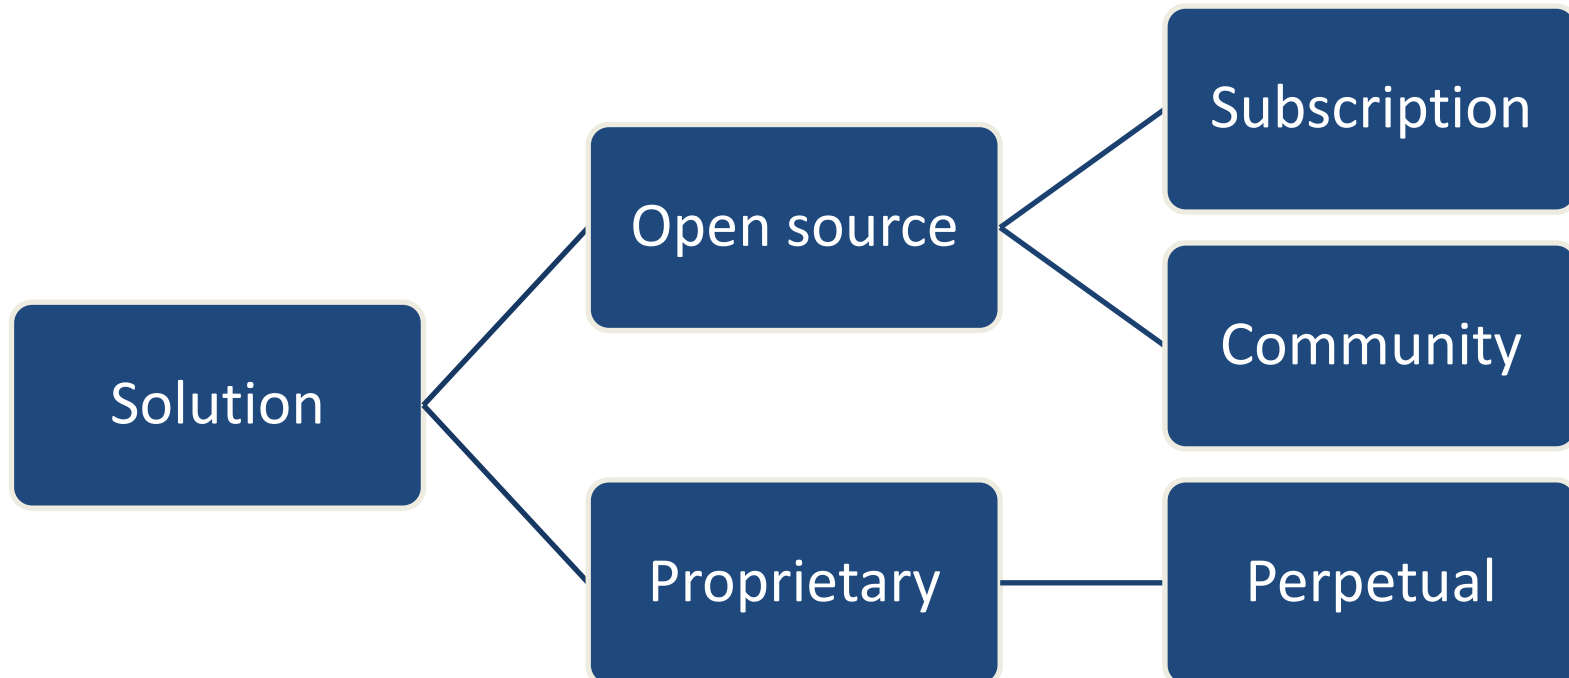 Solution
Open source
Subscription
Community
Proprietary
Perpetual